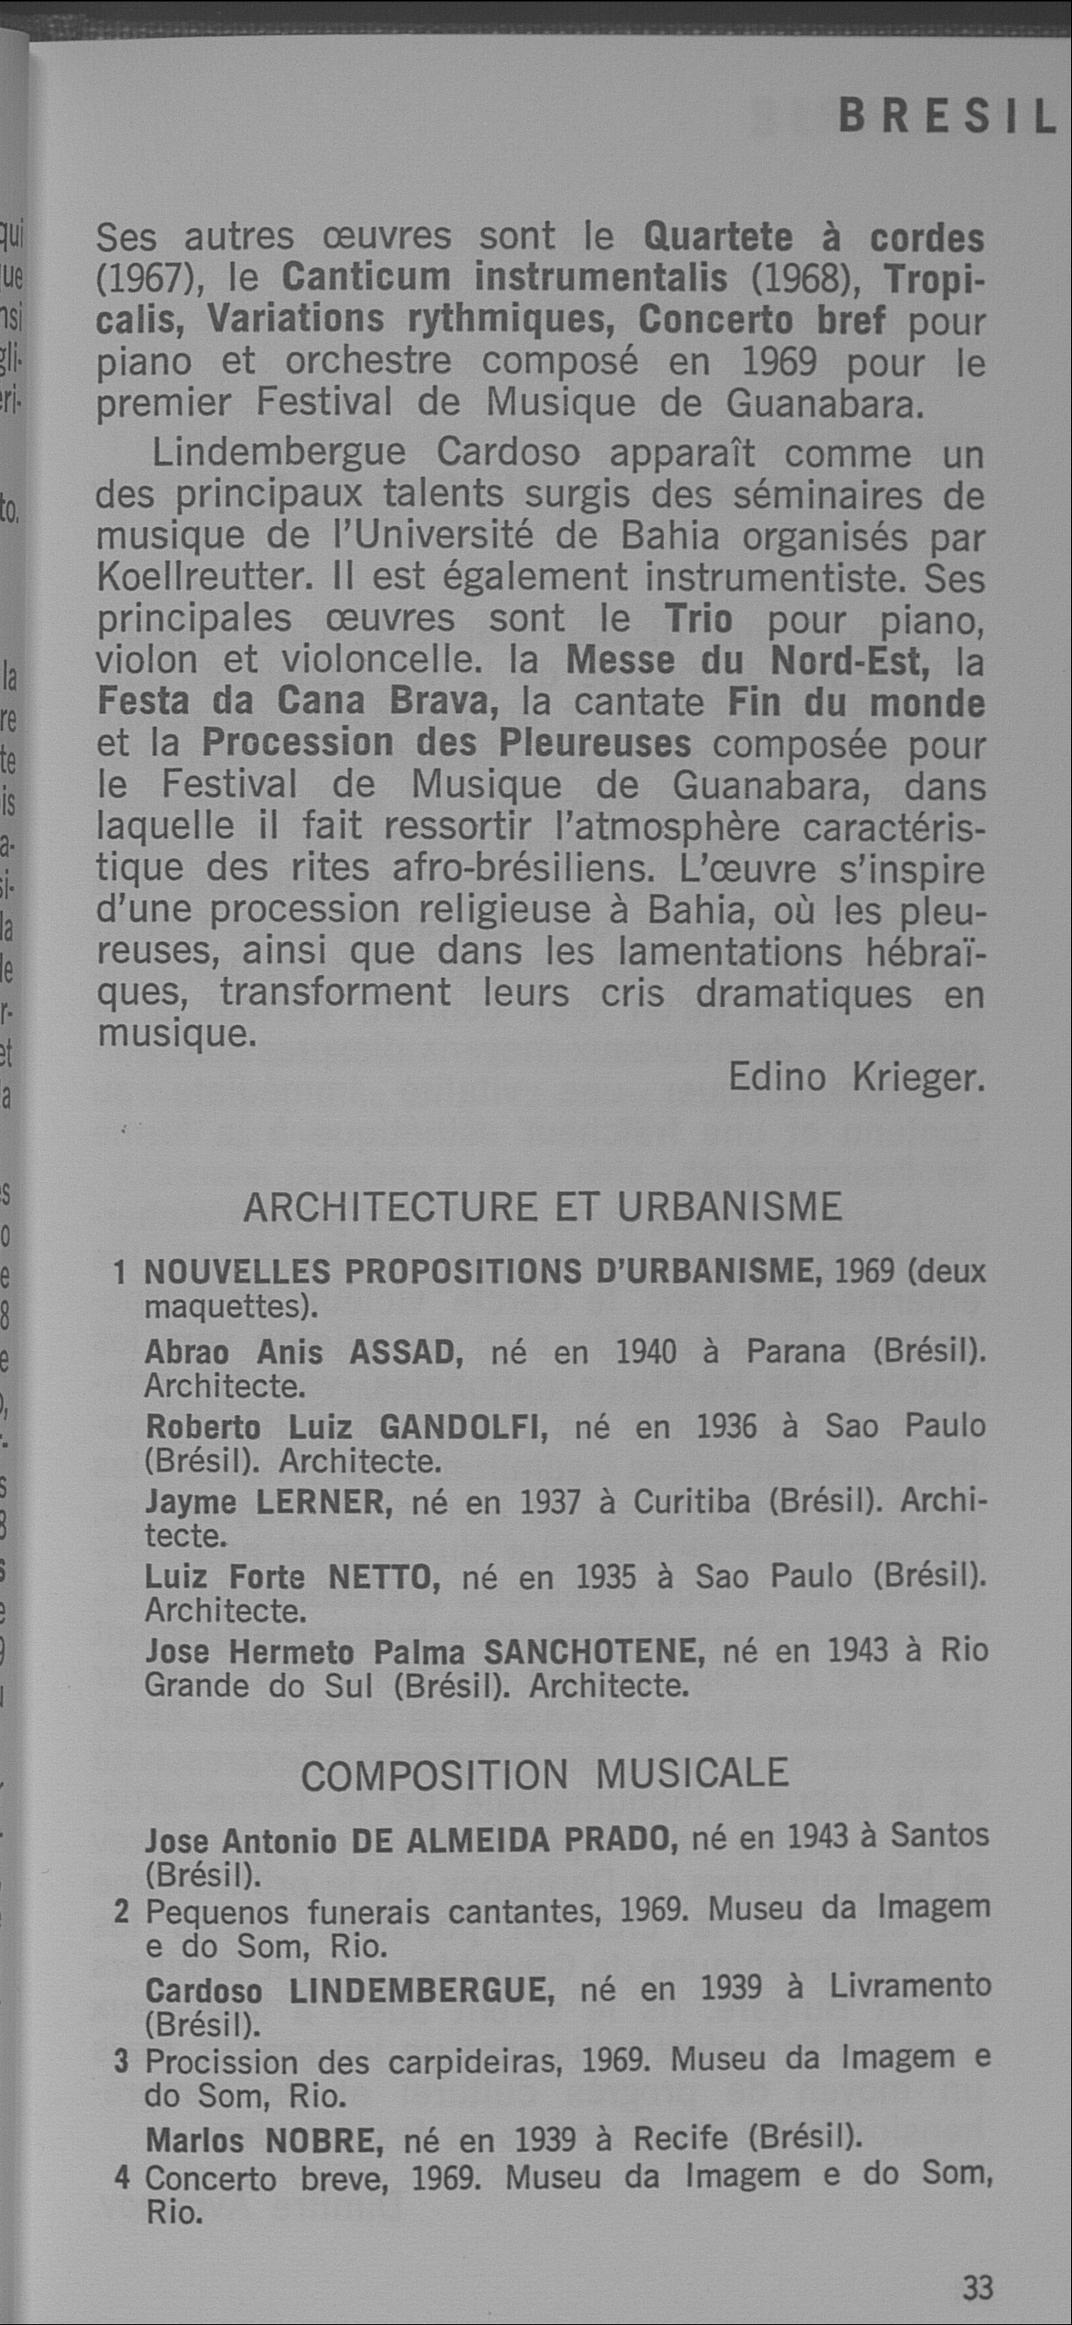 BRESIL
Ses autres œuvres sont le Quartete à cordes
(1967), le Canticum instrumentalis (1968), Tropi-
calis, Variations rythmiques, Concerto bref pour
piano et orchestre composé en 1969 pour le
premier Festival de Musique de Guanabara.
Lindembergue Cardoso apparaît comme un
des principaux talents surgis des séminaires de
musique de l'Université de Bahia organisés par
Koellreutter. Il est également instrumentiste. Ses
principales œuvres sont le Trio pour piano,
violon et violoncelle. la Messe du Nord-Est, la
Festa da Cana Brava, la cantate Fin du monde
et la Procession des Pleureuses composée pour
le Festival de Musique de Guanabara, dans
laquelle il fait ressortir l'atmosphère caractéris-
tique des rites afro-brésiliens. L'œuvre s'inspire
d'une procession religieuse à Bahia, où les pleu-
reuses, ainsi que dans les lamentations hébraï-
ques, transforment leurs cris dramatiques en
musique.
Edino Krieger.
ARCHITECTURE ET URBANISME
1 NOUVELLES PROPOSITIONS D'URBANISME, 1969 (deux
maquettes).
Abrao Anis ASSAD, né en 1940 à Parana (Brésil).
Architecte.
Roberto Luiz GANDOLFI, né en 1936 à Sao Paulo
(Brésil). Architecte.
Jayme LERNER, né en 1937 à Curitiba (Brésil). Archi-
tecte.
Luiz Forte NETTO, né en 1935 à Sao Paulo (Brésil).
Architecte.
Jose Hermeto Palma SANCHOTENE, né en 1943 à Rio
Grande do Sul (Brésil). Architecte.
COMPOSITION MUSICALE
Jose Antonio DE ALMEIDA PRADO, né en 1943 à Santos
(Brésil).
2 Pequenos funerais cantantes, 1969. Museu da Imagem
e do Som, Rio.
Cardoso LINDEMBERGUE, né en 1939 à Livramento
(Brésil).
3 Procission des carpideiras, 1969. Museu da Imagem e
do Som, Rio.
Marlos NOBRE, né en 1939 à Recife (Brésil).
4 Concerto breve, 1969. Museu da Imagem e do Som,
Rio.
33